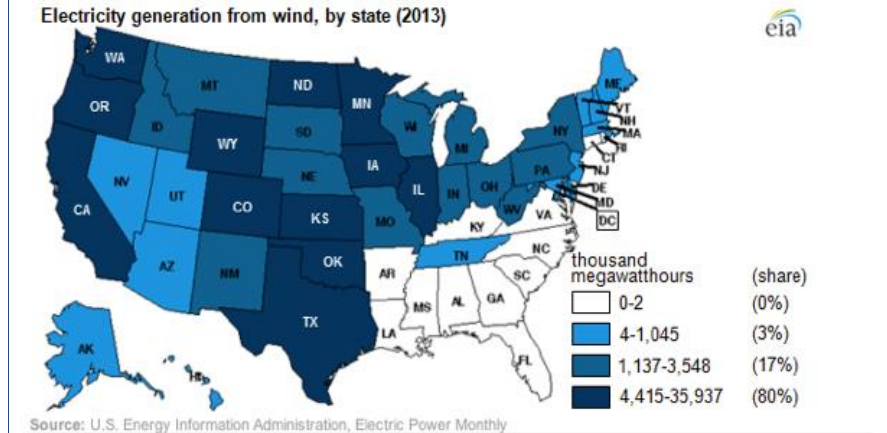 Electricity generation from wind, by state (2013)
eia
WA
MT
ND
MN
ME
VT
NH
MA
RI
CT
OR
ID
WY
SD
WI
MI
NY
NJ
PA
DE
MD
DC
NV
UT
CO
NE
IA
IL
IN
OH
WV
VA
CA
KS
MO
KY
NC
AZ
NM
OK
AR
TN
SC
TX
LA
MS
AL
GA
FL
AK
HI
thousand
megawatthours (share)
0-2 (0%)
4-1,045 (3%)
1,137-3,548 (17%)
4,415-35,937 (80%)
Source: U.S. Energy Information Administration, Electric Power Monthly